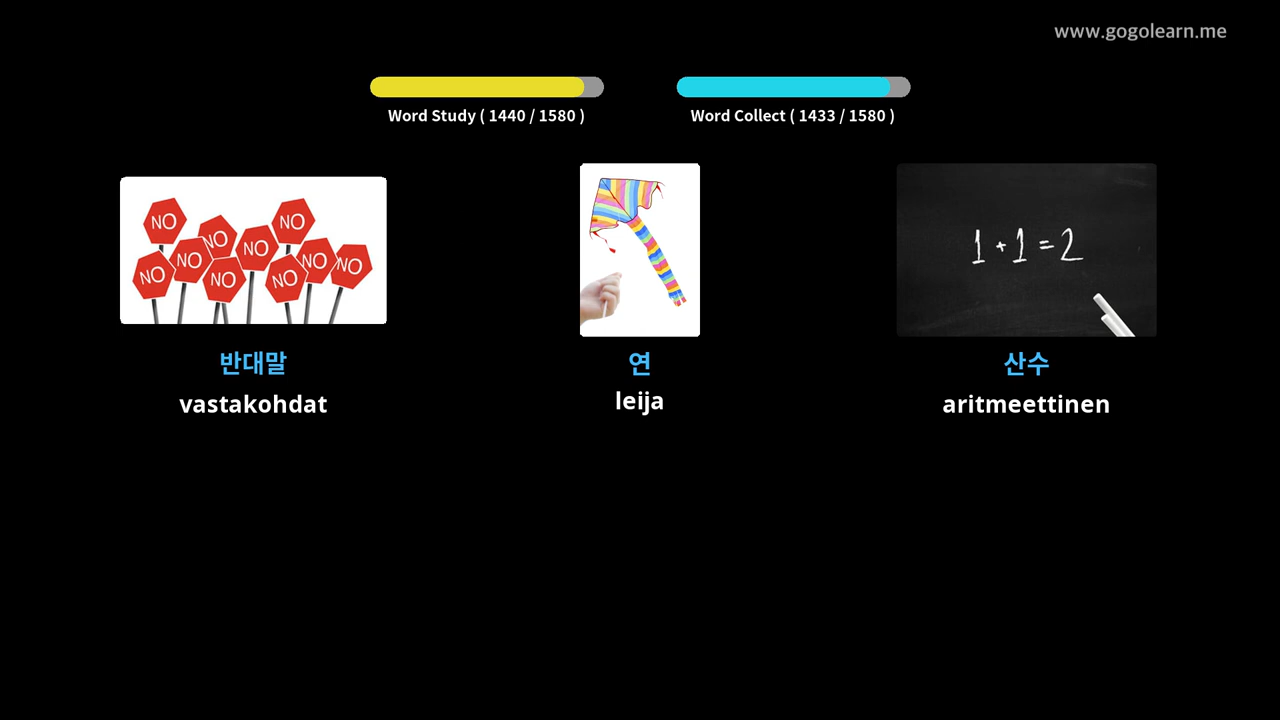 www.gogolearn.me
Word Study ( 1440 / 1580 )
Word Collect ( 1433 / 1580 )
NO
NO
NO
NO
NO
NO
NO
NO
NO
NO
1 + 1 = 2
반대말
연
산수
vastakohdat
leija
aritmeettinen